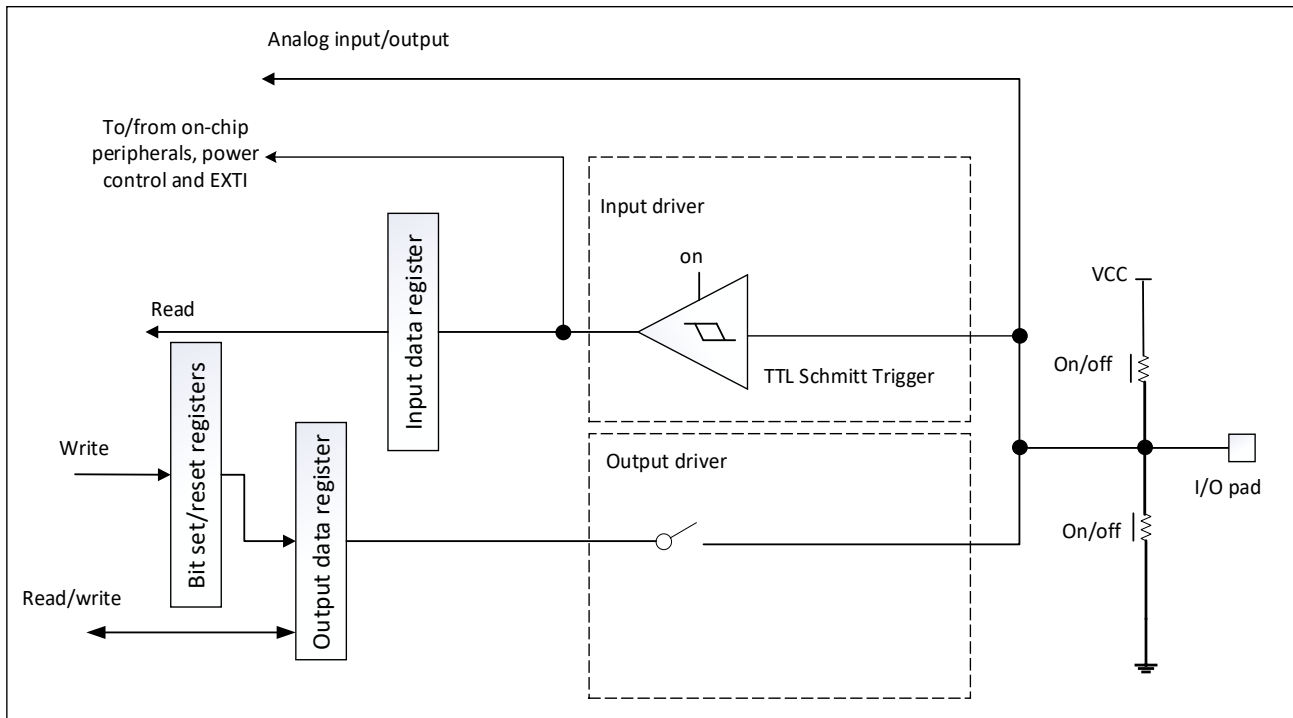 Analog input/output
To/from on-chip
peripherals, power
control and EXTI
Input driver
on
TTL Schmitt Trigger
Input data register
Read
VCC
On/off
Bit set/reset registers
Write
Output data register
Output driver
I/O pad
On/off
Read/write